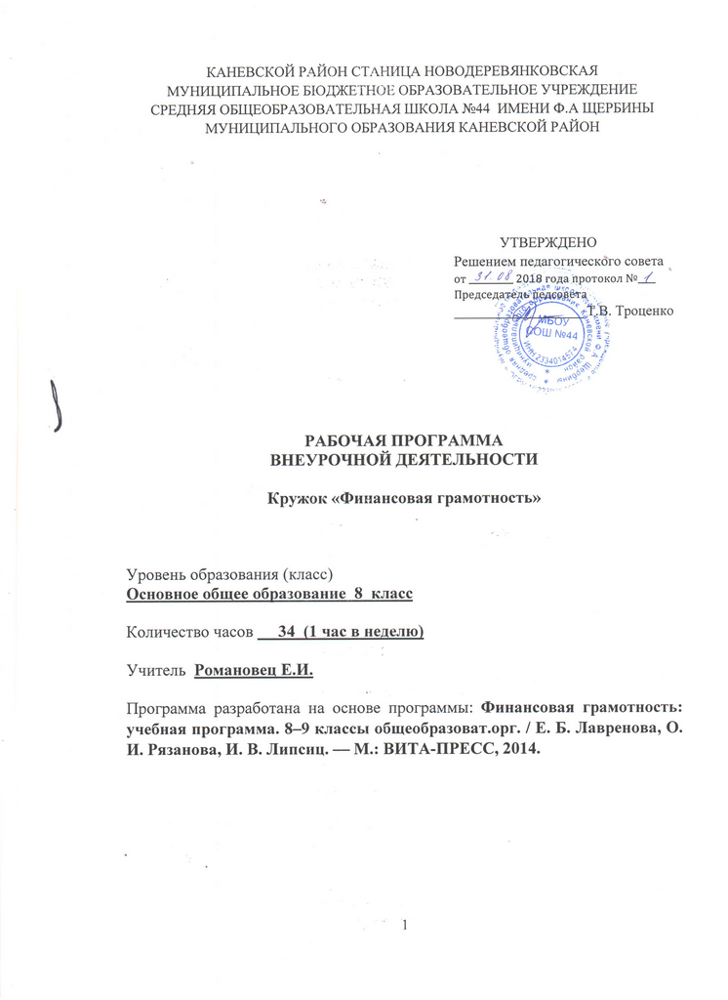 КАНЕВСКОЙ РАЙОН СТАНИЦА НОВОДЕРЕВЯНКОВСКАЯ
МУНИЦИПАЛЬНОЕ БЮДЖЕТНОЕ ОБРАЗОВАТЕЛЬНОЕ УЧРЕЖДЕНИЕ
СРЕДНЯЯ ОБЩЕОБРАЗОВАТЕЛЬНАЯ ШКОЛА №44 ИМЕНИ Ф.А ЩЕРБИНЫ
МУНИЦИПАЛЬНОГО ОБРАЗОВАНИЯ КАНЕВСКОЙ РАЙОН
УТВЕРЖДЕНО
Решением педагогического совета
от 31.08 2018 года протокол № 1
Председатель педсовета
Т.В. Троценко
МБОУ
СОШ №44
ИНН 2334014574
РАБОЧАЯ ПРОГРАММА
ВНЕУРОЧНОЙ ДЕЯТЕЛЬНОСТИ
Кружок «Финансовая грамотность»
Уровень образования (класс)
Основное общее образование 8 класс
Количество часов 34 (1 час в неделю)
Учитель Романовец Е.И.
Программа разработана на основе программы: Финансовая грамотность:
учебная программа. 8–9 классы общеобразоват.орг. / Е. Б. Лавренова, О.
И. Рязанова, И. В. Липсиц. — М.: ВИТА-ПРЕСС, 2014.
1